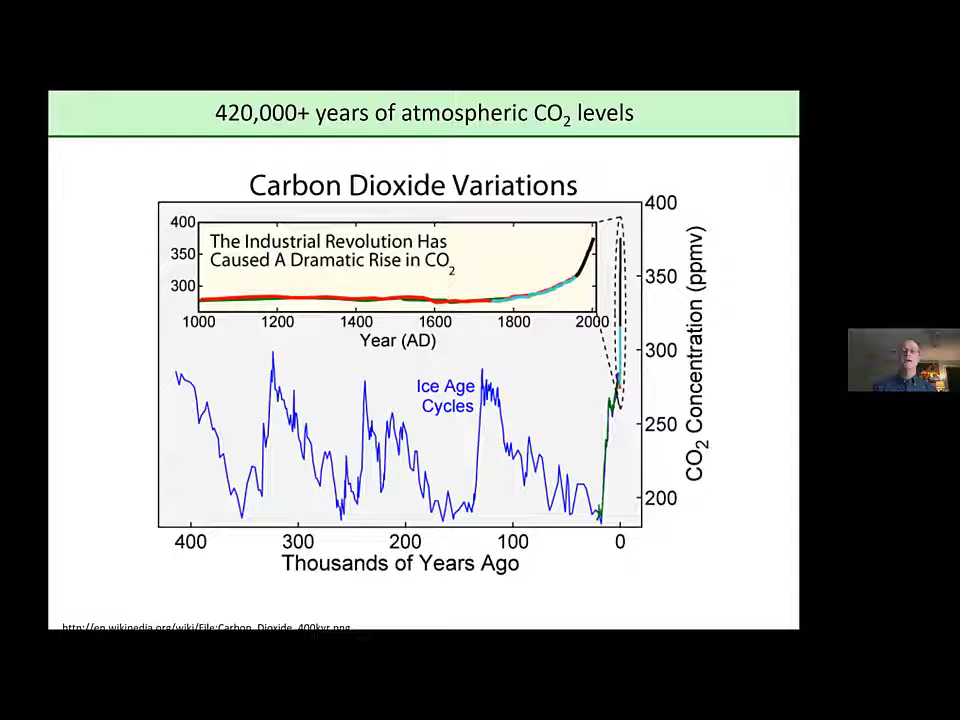 420,000+ years of atmospheric CO₂ levels
Carbon Dioxide Variations
The Industrial Revolution Has
Caused A Dramatic Rise in CO₂
400
350
300
1000 1200 1400 1600 1800 2000
Year (AD)
Ice Age
Cycles
400
350
300
250
200
CO₂ Concentration (ppmv)
400 300 200 100 0
Thousands of Years Ago
http://en.wikipedia.org/wiki/File:Carbon_Dioxide_400kyr.png